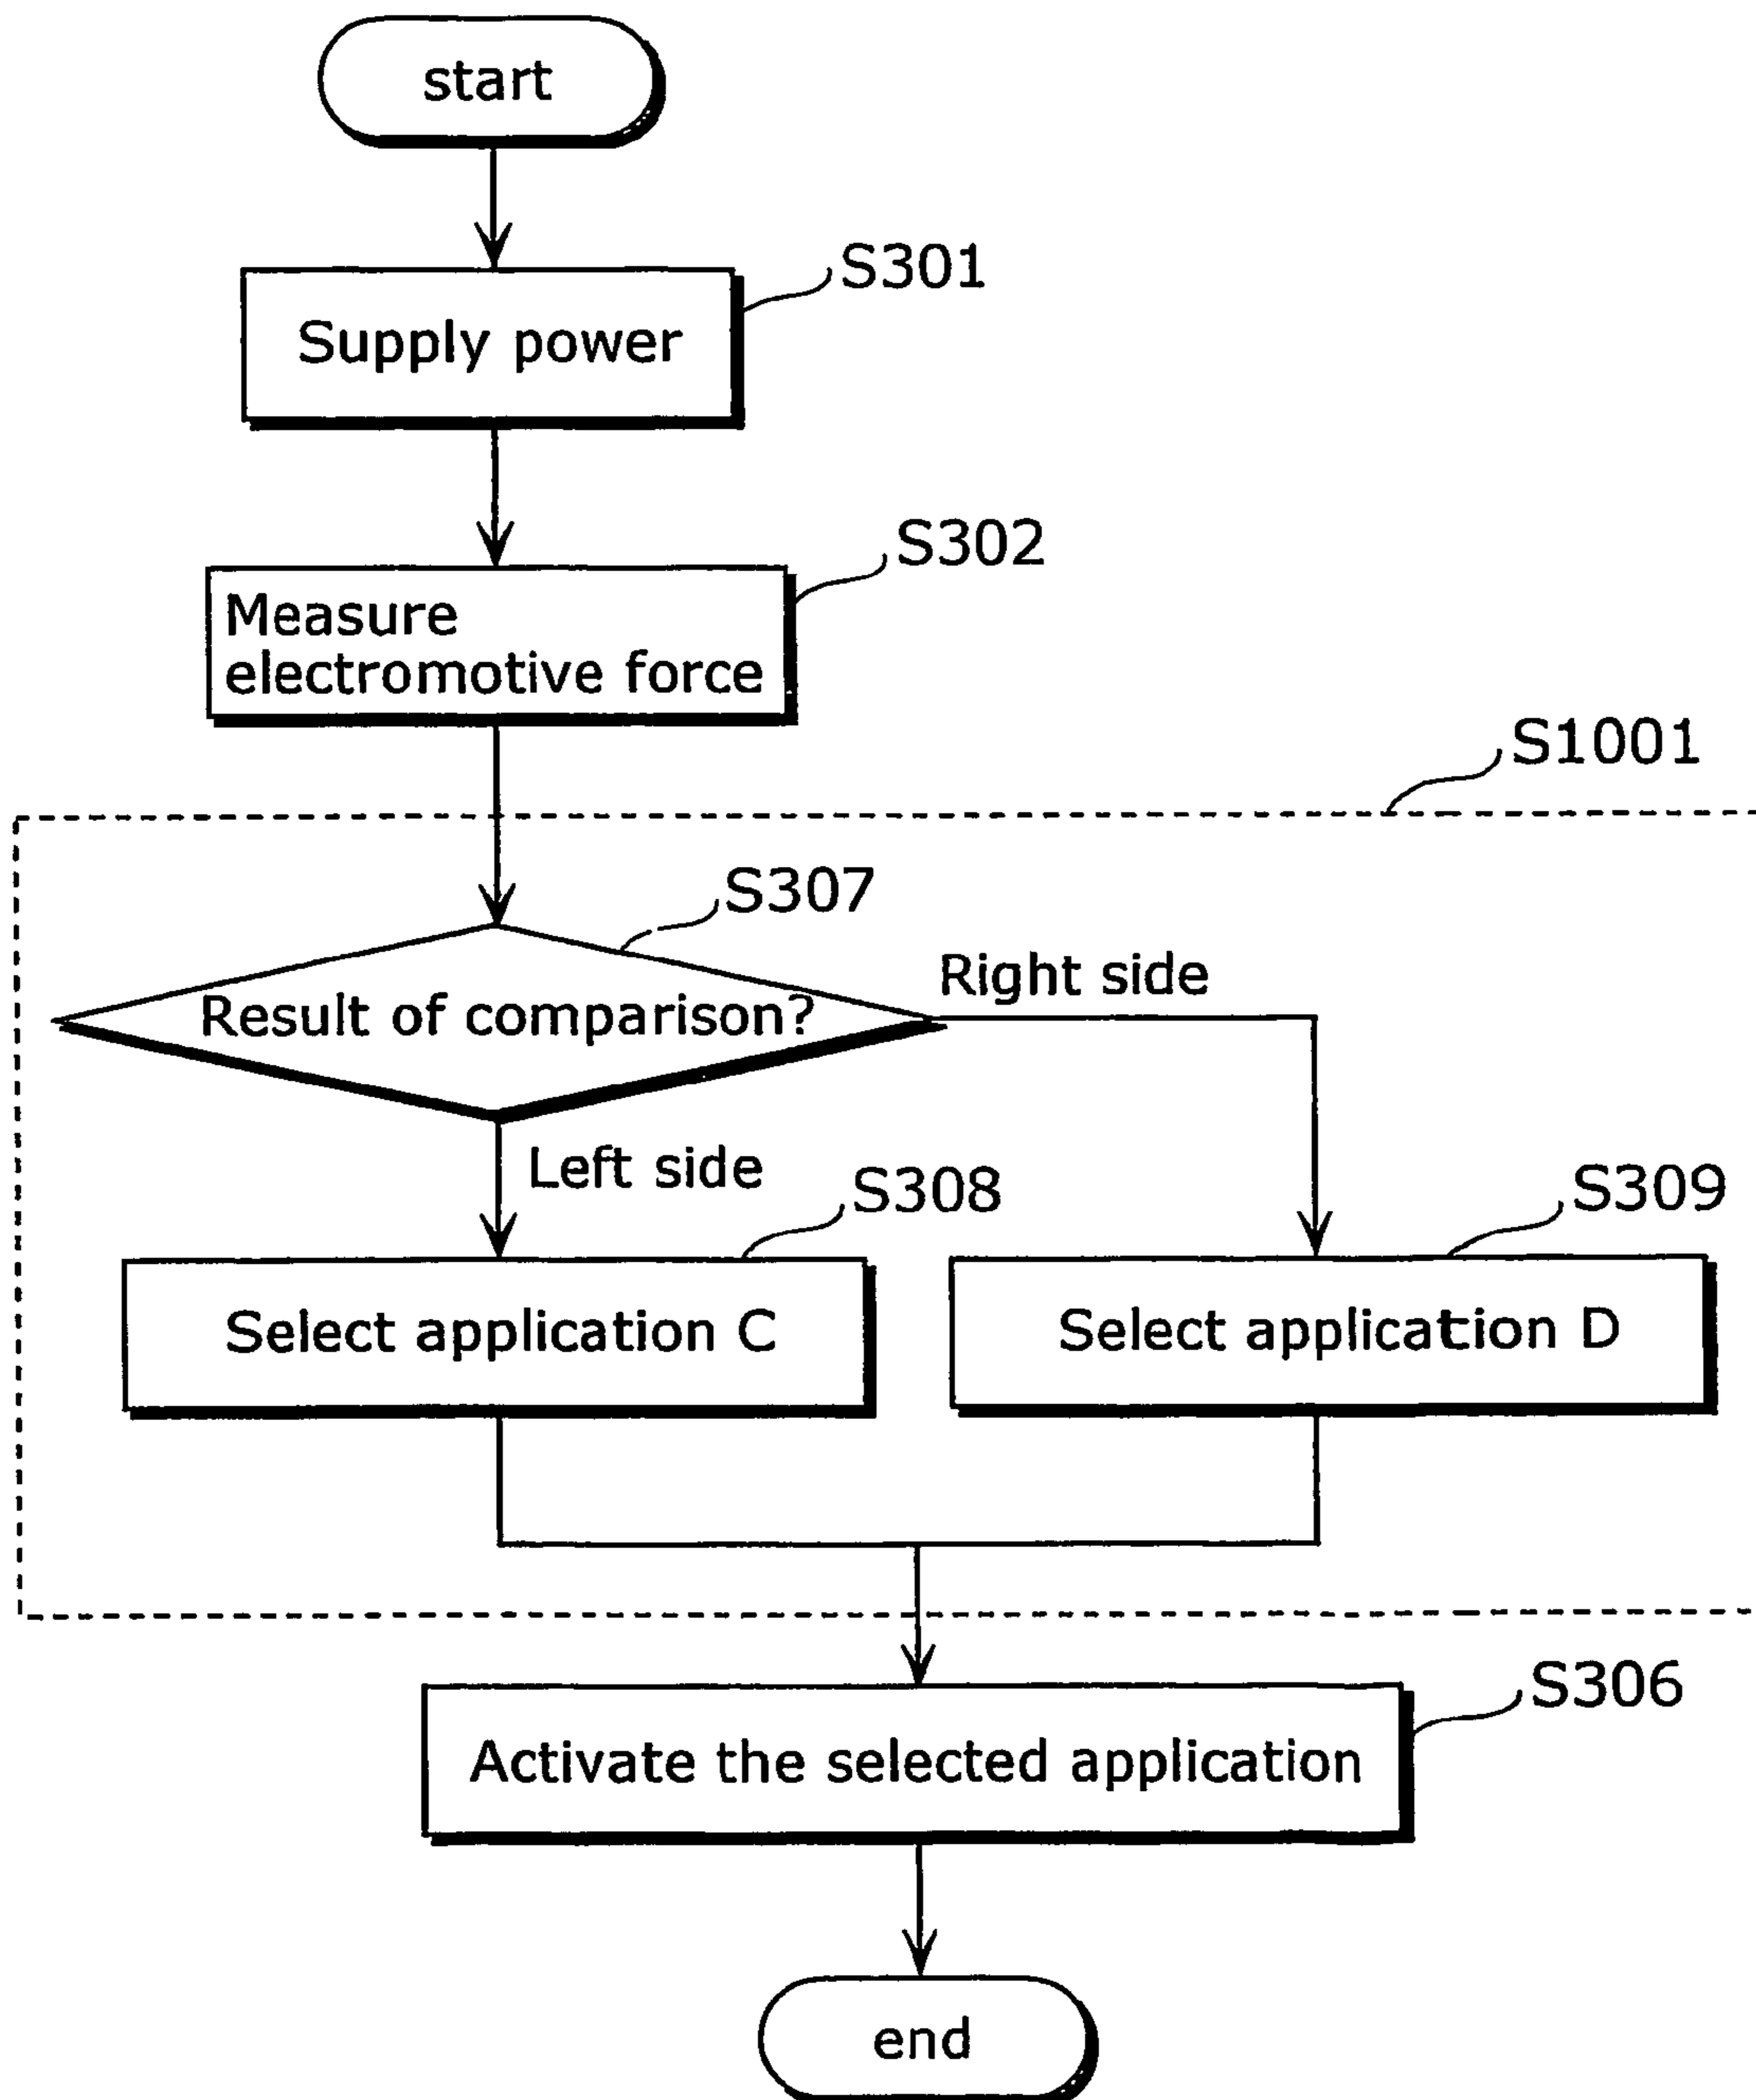 start
S301
Supply power
S302
Measure
electromotive force
S1001
S307
Result of comparison?
Right side
Left side
S308
S309
Select application C
Select application D
S306
Activate the selected application
end